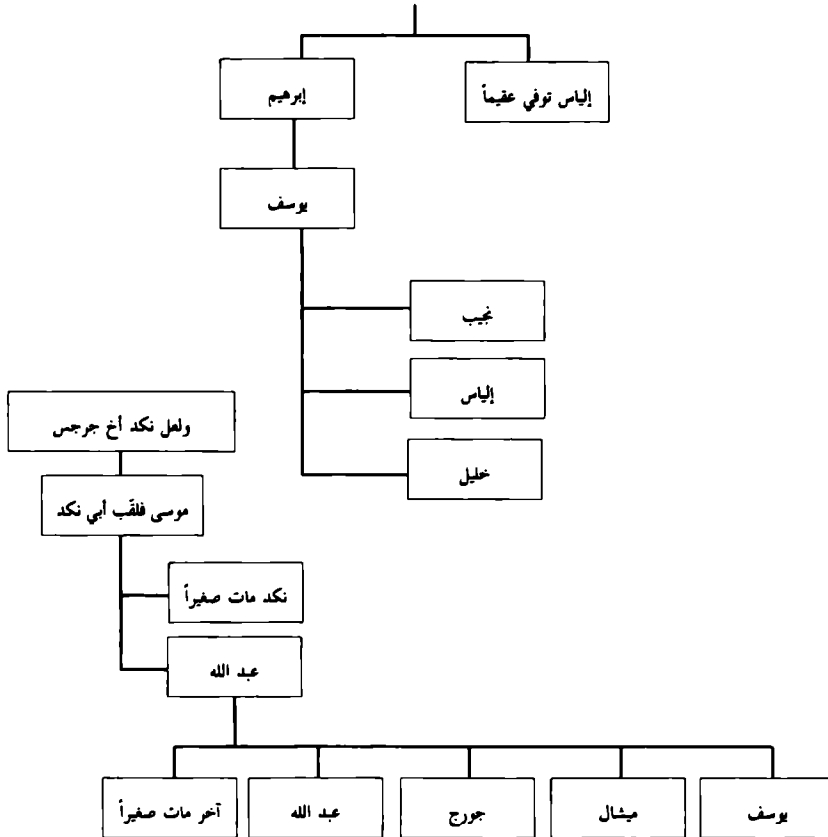 إلياس توفي عقيماً
إبرهيم
يوسف
نجيب
إلياس
خليل
ولعل نكد أخ جرجس
موسى فلقّب أبي نكد
نكد مات صغيراً
عبد الله
يوسف
ميشال
جورج
عبد الله
آخر مات صغيراً